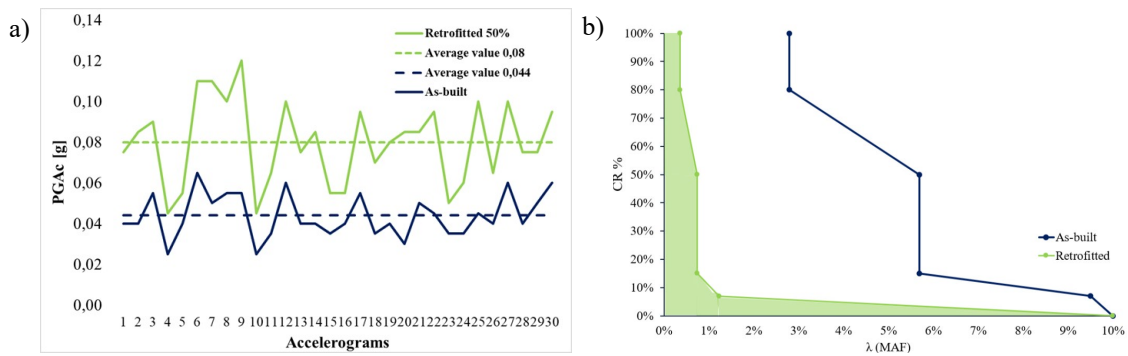 a)
0,14
0,12
0,10
0,08
0,06
0,04
0,02
0,00
PGAc [g]
Retrofitted 50%
Average value 0,08
Average value 0,044
As-built
1 2 3 4 5 6 7 8 9 10 11 12 13 14 15 16 17 18 19 20 21 22 23 24 25 26 27 28 29 30
Accelerograms
b)
100%
90%
80%
70%
60%
50%
40%
30%
20%
10%
0%
CR %
As-built
Retrofitted
0% 1% 2% 3% 4% 5% 6% 7% 8% 9% 10%
λ (MAF)